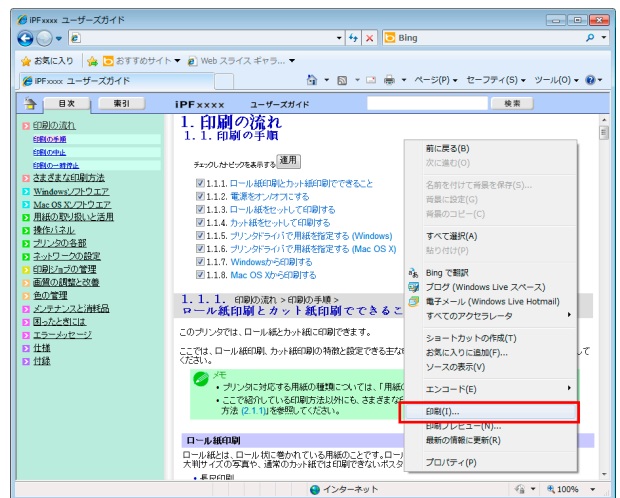 iPFxxxx ユーザーズガイド
Bing
お気に入り おすすめサイト Web スライス ギャラ...
iPFxxxx ユーザーズガイド
ページ(P) セーフティ(S) ツール(O)
目次 索引 iPFxxxx ユーザーズガイド 検索
印刷の流れ
印刷の手順
印刷の中止
印刷の一時停止
さまざまな印刷方法
Windowsソフトウエア
Mac OS Xソフトウエア
用紙の取り扱いと活用
操作パネル
プリンタの各部
ネットワークの設定
印刷ジョブの管理
画質の調整と改善
色の管理
メンテナンスと消耗品
困ったときには
エラーメッセージ
仕様
付録
1. 印刷の流れ
1. 1. 印刷の手順
チェックしたトピックを表示する 適用
1.1.1. ロール紙印刷とカット紙印刷でできること
1.1.2. 電源をオン/オフにする
1.1.3. ロール紙をセットして印刷する
1.1.4. カット紙をセットして印刷する
1.1.5. プリンタドライバで用紙を指定する (Windows)
1.1.6. プリンタドライバで用紙を指定する (Mac OS X)
1.1.7. Windowsから印刷する
1.1.8. Mac OS Xから印刷する
1. 1. 1. 印刷の流れ > 印刷の手順 >
ロール紙印刷とカット紙印刷でできるこ
このプリンタでは、ロール紙とカット紙に印刷できます。
ここでは、ロール紙印刷、カット紙印刷の特徴と設定できる主な
して
ください。
メモ
• プリンタに対応する用紙の種類については、「用紙
• ここで紹介している印刷方法以外にも、さまざまな
方法 (2.1.1)」を参照してください。
ロール紙印刷
ロール紙とは、ロール状に巻かれている用紙のことです。ロー
大判サイズの写真や、通常のカット紙では印刷できないポスタ
• 長尺印刷
前に戻る(B)
次に進む(O)
名前を付けて背景を保存(S)...
背景に設定(G)
背景のコピー(C)
すべて選択(A)
貼り付け(P)
Bing で翻訳
ブログ (Windows Live スペース)
電子メール (Windows Live Hotmail)
すべてのアクセラレータ
ショートカットの作成(T)
お気に入りに追加(F)...
ソースの表示(V)
エンコード(E)
印刷(I)...
印刷プレビュー(N)...
最新の情報に更新(R)
プロパティ(P)
インターネット 100%